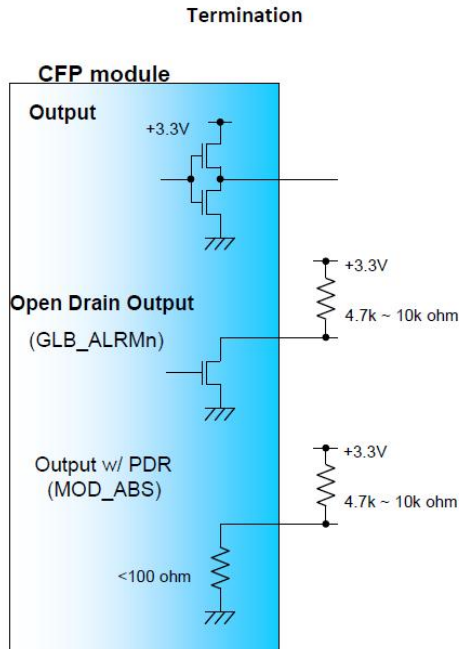 Termination
CFP module
Output
+3.3V
+3.3V
4.7k ~ 10k ohm
Open Drain Output
(GLB_ALRMn)
Output w/ PDR
(MOD_ABS)
+3.3V
4.7k ~ 10k ohm
<100 ohm